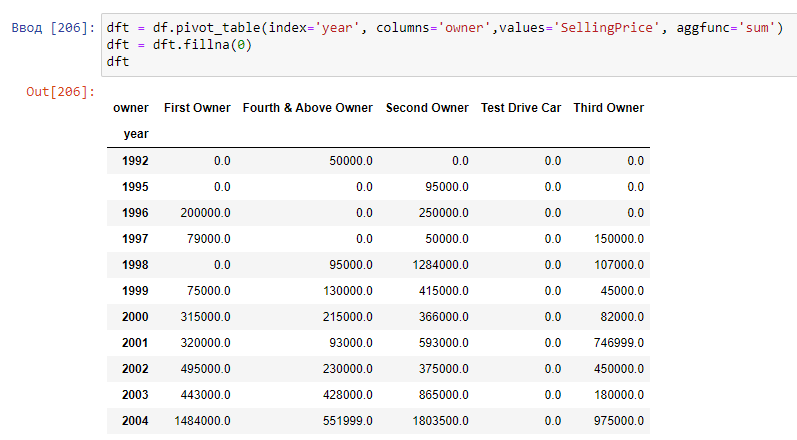 Ввод [206]: dft = df.pivot_table(index='year', columns='owner',values='SellingPrice', aggfunc='sum')
dft = dft.fillna(0)
dft
Out[206]:
owner First Owner Fourth & Above Owner Second Owner Test Drive Car Third Owner
year
1992 0.0 50000.0 0.0 0.0 0.0
1995 0.0 0.0 95000.0 0.0 0.0
1996 200000.0 0.0 250000.0 0.0 0.0
1997 79000.0 0.0 50000.0 0.0 150000.0
1998 0.0 95000.0 1284000.0 0.0 107000.0
1999 75000.0 130000.0 415000.0 0.0 45000.0
2000 315000.0 215000.0 366000.0 0.0 82000.0
2001 320000.0 93000.0 593000.0 0.0 746999.0
2002 495000.0 230000.0 375000.0 0.0 450000.0
2003 443000.0 428000.0 865000.0 0.0 180000.0
2004 1484000.0 551999.0 1803500.0 0.0 975000.0